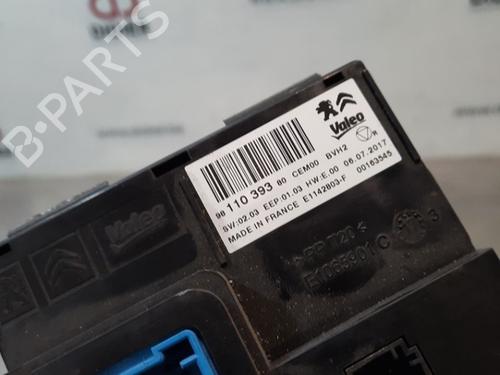 B-PARTS
Valeo
R
98 110 393 80 CEM00 BVH2
SW:02.03 EEP:01.03 HW:E.00 06.07.2017
MADE IN FRANCE E1142803-F 00163545
Valeo